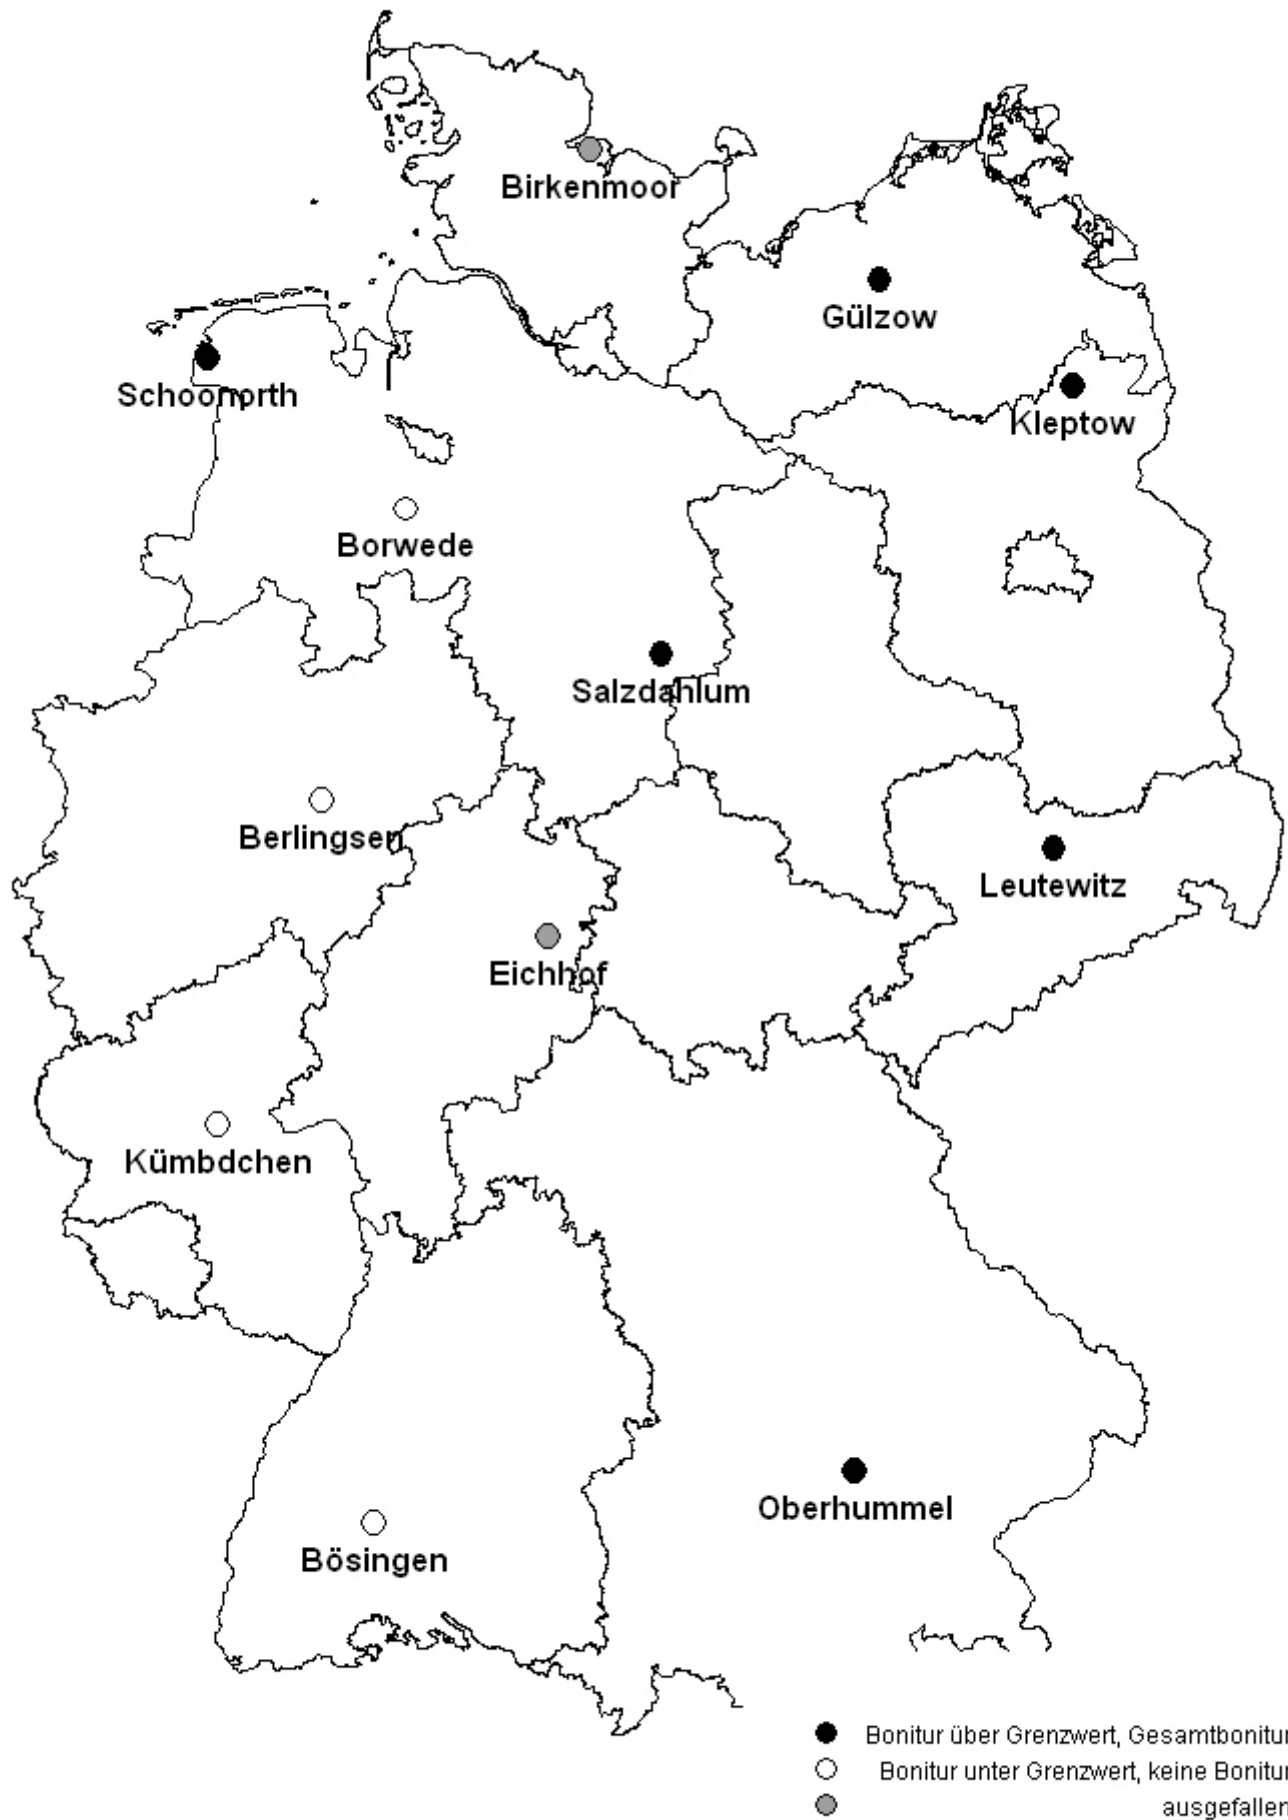 Birkenmoor
Gülzow
Schoonorth
Kleptow
Borwede
Salzdahlum
Berlingsen
Leutewitz
Eichhof
Kümbdchen
Oberhummel
Bösingen
Bonitur über Grenzwert, Gesamtbonitur
Bonitur unter Grenzwert, keine Bonitur
ausgefallen